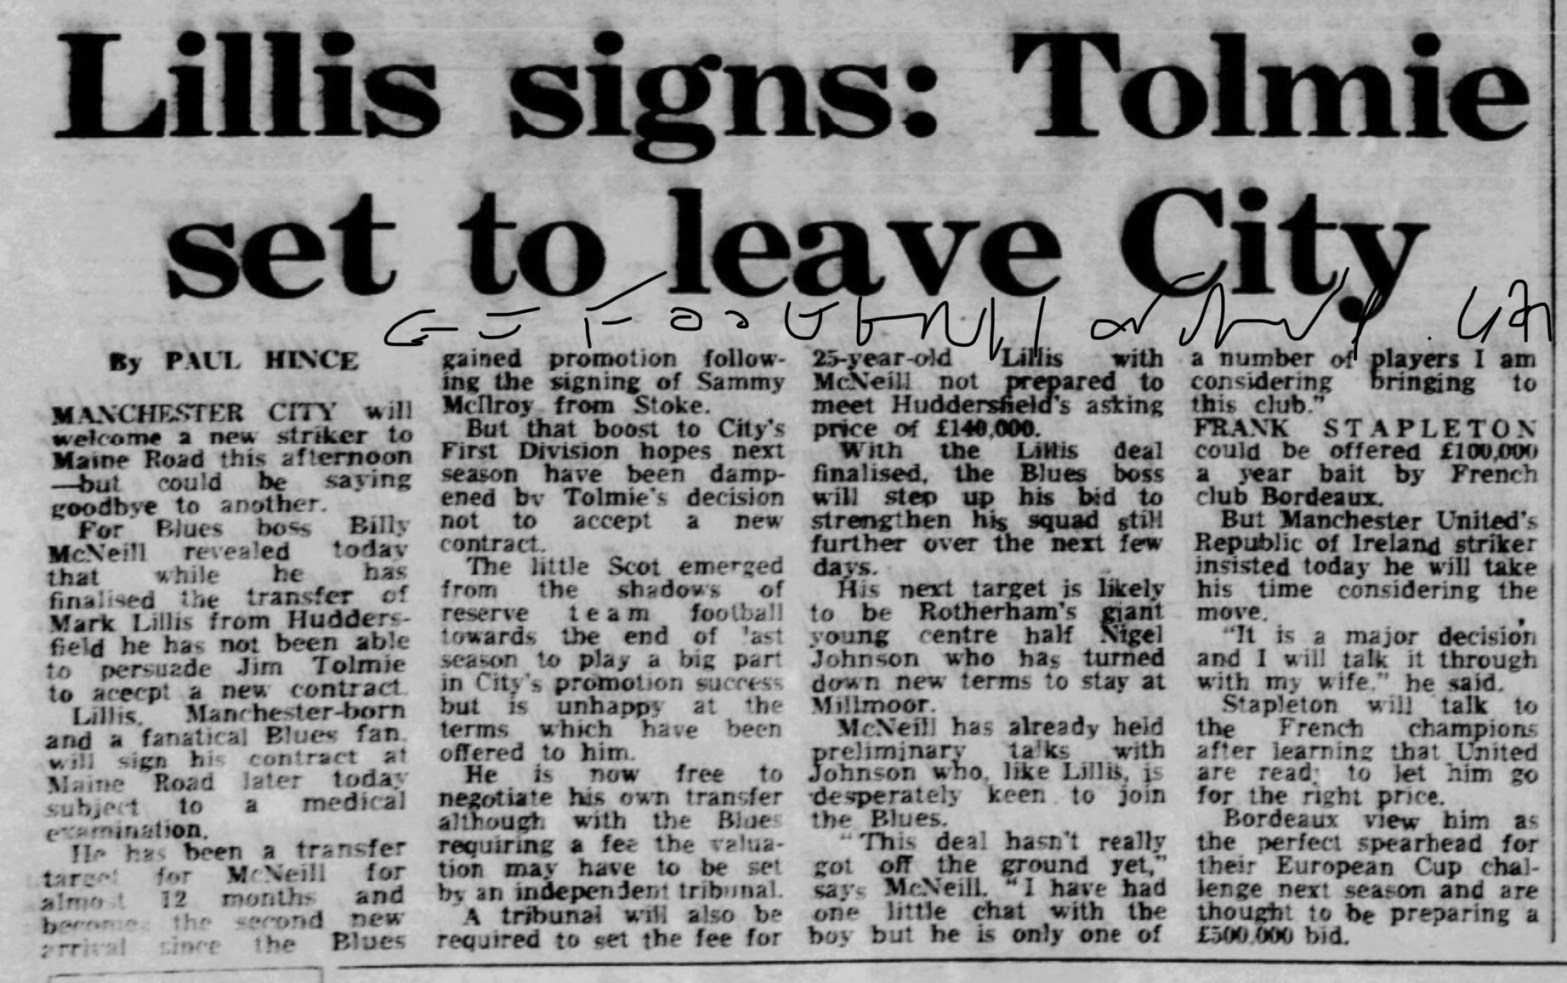 Lillis signs: Tolmie
set to leave City
By PAUL HINCE
MANCHESTER CITY will
welcome a new striker to
Maine Road this afternoon
—but could be saying
goodbye to another.
For Blues boss Billy
McNeill revealed today
that while he has
finalised the transfer of
Mark Lillis from Hudders-
field he has not been able
to persuade Jim Tolmie
to acecpt a new contract.
Lillis, Manchester-born
and a fanatical Blues fan,
will sign his contract at
Maine Road later today
subject to a medical
examination.
He has been a transfer
target for McNeill for
almost 12 months and
becomes the second new
arrival since the Blues
gained promotion follow-
ing the signing of Sammy
McIlroy from Stoke.
But that boost to City's
First Division hopes next
season have been damp-
ened by Tolmie's decision
not to accept a new
contract.
The little Scot emerged
from the shadows of
reserve team football
towards the end of last
season to play a big part
in City's promotion success
but is unhappy at the
terms which have been
offered to him.
He is now free to
negotiate his own transfer
although with the Blues
requiring a fee the valua-
tion may have to be set
by an independent tribunal.
A tribunal will also be
required to set the fee for
25-year-old Lillis with
McNeill not prepared to
meet Huddersfield's asking
price of £140,000.
With the Lillis deal
finalised, the Blues boss
will step up his bid to
strengthen his squad still
further over the next few
days.
His next target is likely
to be Rotherham's giant
young centre half Nigel
Johnson who has turned
down new terms to stay at
Millmoor.
McNeill has already held
preliminary talks with
Johnson who, like Lillis, is
desperately keen to join
the Blues.
"This deal hasn't really
got off the ground yet,"
says McNeill. "I have had
one little chat with the
boy but he is only one of
a number of players I am
considering bringing to
this club."
FRANK STAPLETON
could be offered £100,000
a year bait by French
club Bordeaux.
But Manchester United's
Republic of Ireland striker
insisted today he will take
his time considering the
move.
"It is a major decision
and I will talk it through
with my wife," he said.
Stapleton will talk to
the French champions
after learning that United
are ready to let him go
for the right price.
Bordeaux view him as
the perfect spearhead for
their European Cup chal-
lenge next season and are
thought to be preparing a
£500,000 bid.